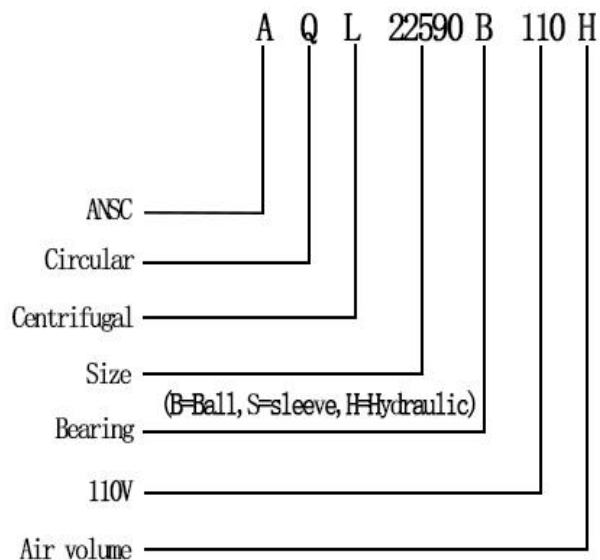 A Q L 22590 B 110 H
ANSC
Circular
Centrifugal
Size
(B=Ball, S=sleeve, H=Hydraulic)
Bearing
110V
Air volume